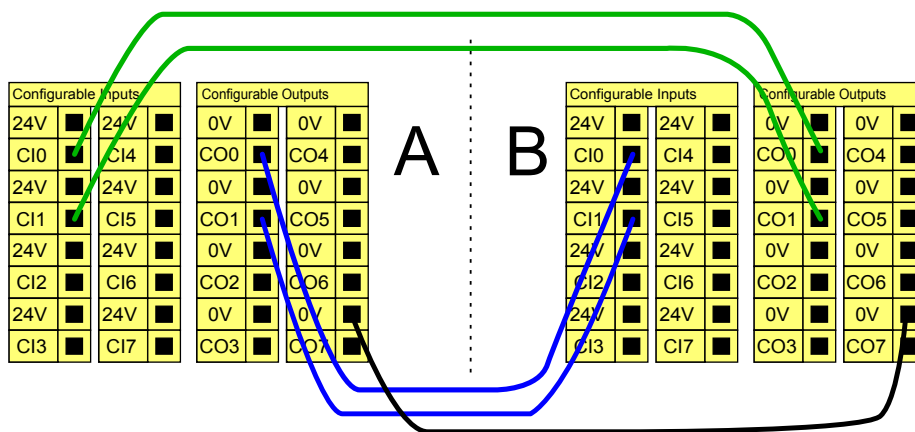 Configurable Inputs
24V 24V
CI0 CI4
24V 24V
CI1 CI5
24V 24V
CI2 CI6
24V 24V
CI3 CI7
Configurable Outputs
0V 0V
CO0 CO4
0V 0V
CO1 CO5
0V 0V
CO2 CO6
0V 0V
CO3 CO7
A
B
Configurable Inputs
24V 24V
CI0 CI4
24V 24V
CI1 CI5
24V 24V
CI2 CI6
24V 24V
CI3 CI7
Configurable Outputs
0V 0V
CO0 CO4
0V 0V
CO1 CO5
0V 0V
CO2 CO6
0V 0V
CO3 CO7